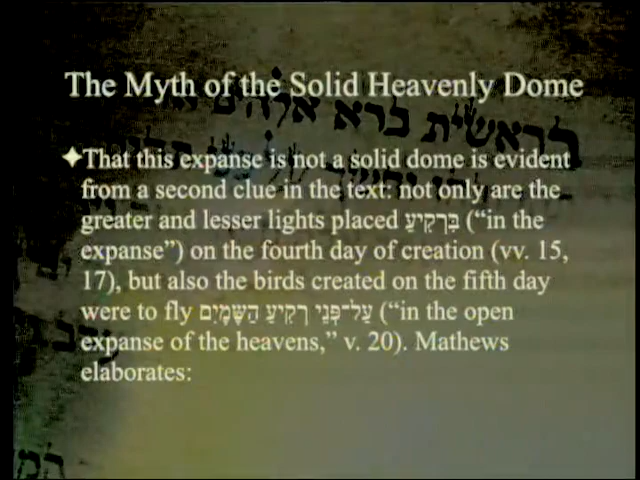 The Myth of the Solid Heavenly Dome
✦That this expanse is not a solid dome is evident
from a second clue in the text: not only are the
greater and lesser lights placed בִּרְקִיעַ (“in the
expanse”) on the fourth day of creation (vv. 15,
17), but also the birds created on the fifth day
were to fly עַל־פְּנֵי רְקִיעַ הַשָּׁמָיִם (“in the open
expanse of the heavens,” v. 20). Mathews
elaborates:
בראשית ברא אלהים